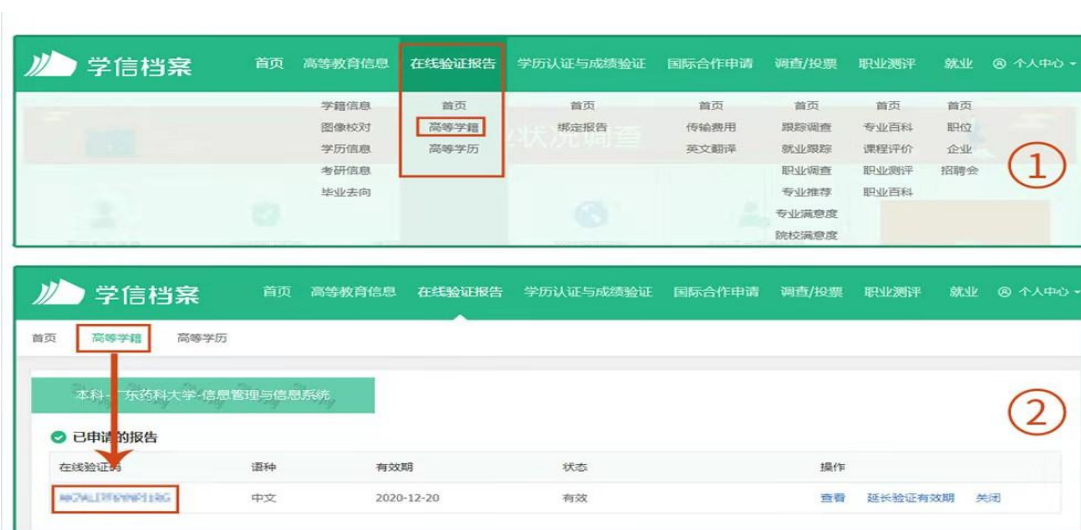 学信档案 首页 高等教育信息 在线验证报告 学历认证与成绩验证 国际合作申请 调查/投票 职业测评 就业 个人中心
学籍信息 首页 首页 首页 首页 首页 首页
图像校对 高等学籍 绑定报告 传输费用 跟踪调查 专业百科 职位
学历信息 高等学历 英文翻译 就业跟踪 课程评价 企业
考研信息 职业调查 职业测评 招聘会
毕业去向 专业推荐 职业百科
专业满意度
院校满意度
①
学信档案 首页 高等教育信息 在线验证报告 学历认证与成绩验证 国际合作申请 调查/投票 职业测评 就业 个人中心
首页 高等学籍 高等学历
本科-广东药科大学-信息管理与信息系统
②
已申请的报告
在线验证码 语种 有效期 状态 操作
中文 2020-12-20 有效 查看 延长验证有效期 关闭